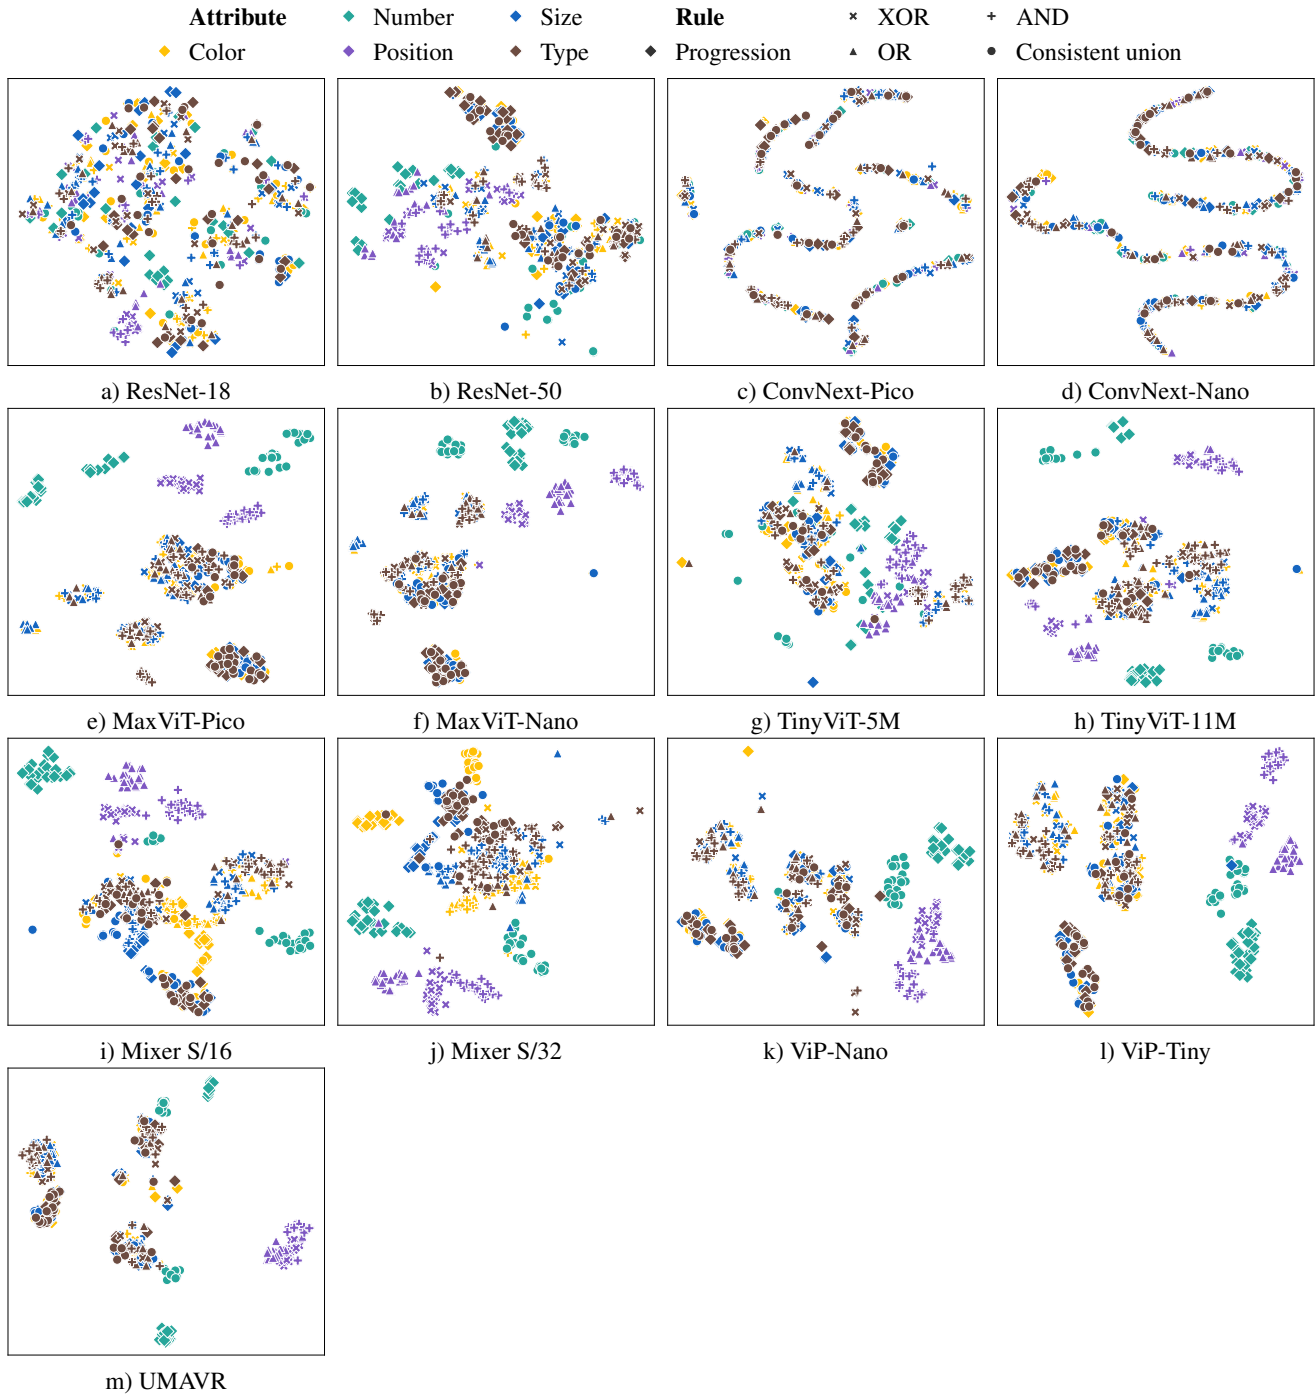 Attribute Number Size Rule XOR AND
Color Position Type Progression OR Consistent union
a) ResNet-18 b) ResNet-50 c) ConvNext-Pico d) ConvNext-Nano
e) MaxViT-Pico f) MaxViT-Nano g) TinyViT-5M h) TinyViT-11M
i) Mixer S/16 j) Mixer S/32 k) ViP-Nano l) ViP-Tiny
m) UMAVR